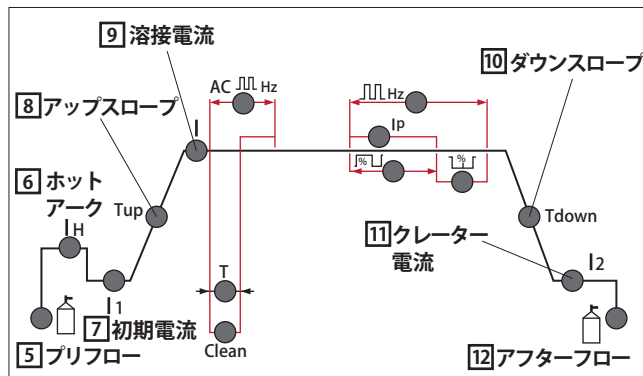 9 溶接電流
AC Hz
Hz
10 ダウンスロープ
8 アップスロープ
I
Ip
%
%
6 ホット
アーク
Tup
Tdown
IH
11 クレーター
電流
T
I2
I1
7 初期電流
Clean
5 プリフロー
12 アフターフロー